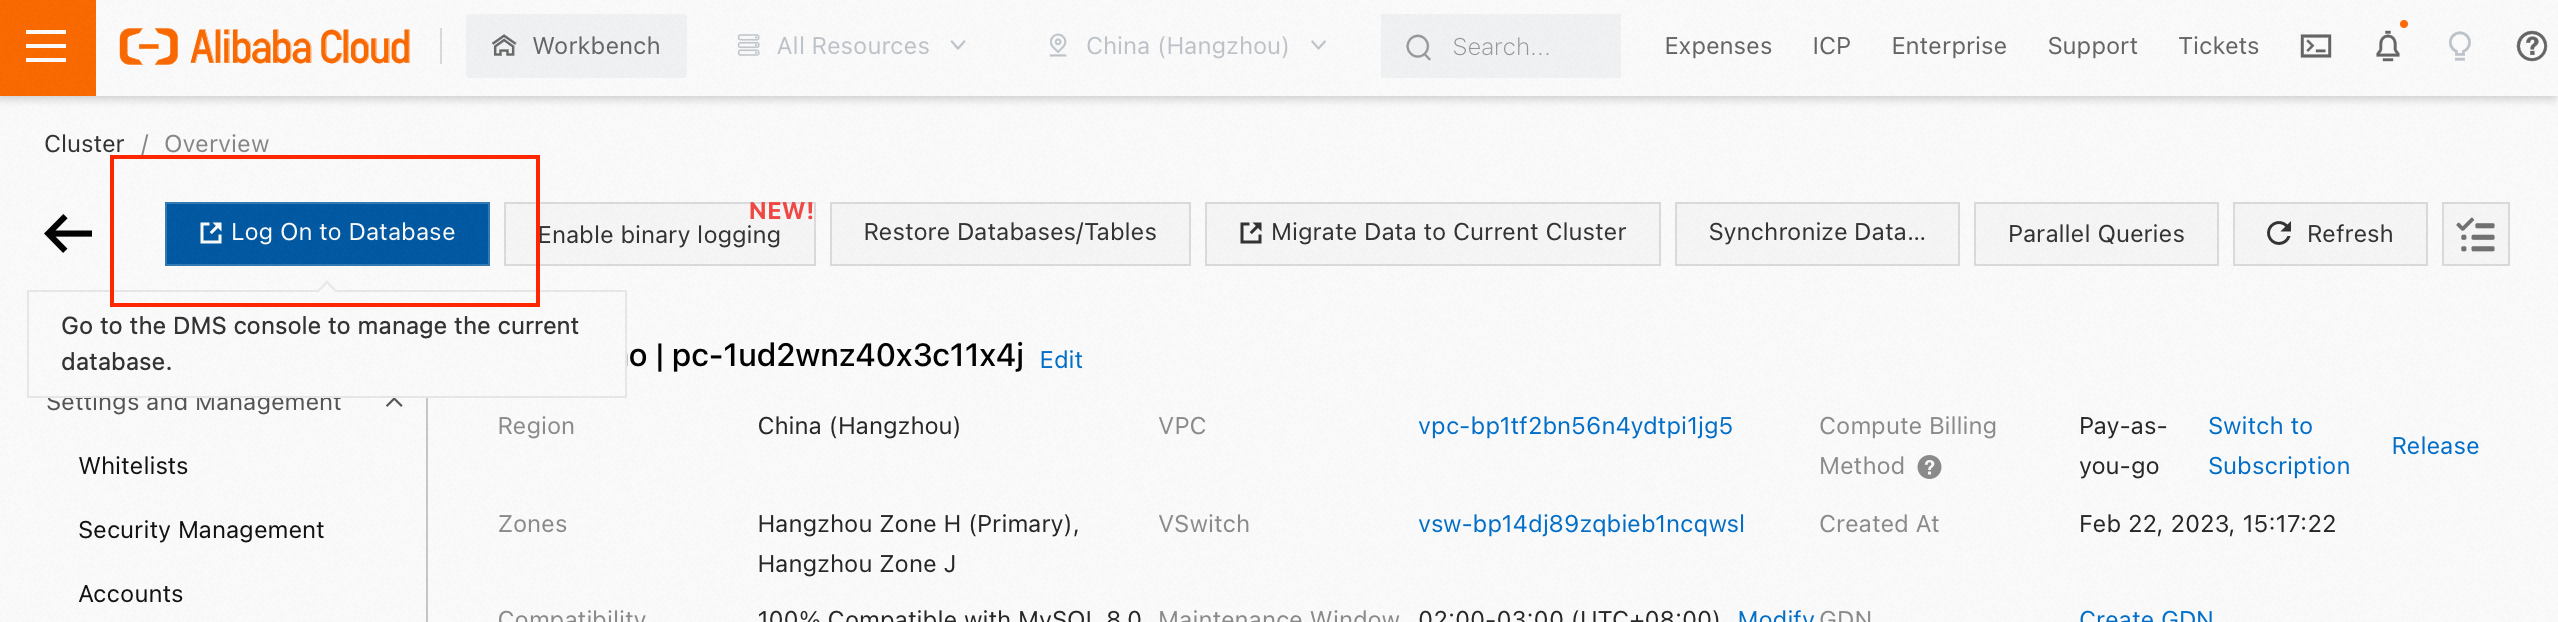 Alibaba Cloud
Workbench
All Resources
China (Hangzhou)
Search...
Expenses
ICP
Enterprise
Support
Tickets
Cluster / Overview
Log On to Database
Enable binary logging
NEW!
Restore Databases/Tables
Migrate Data to Current Cluster
Synchronize Data...
Parallel Queries
Refresh
Go to the DMS console to manage the current
database.
o | pc-1ud2wnz40x3c11x4j Edit
Settings and Management
Whitelists
Security Management
Accounts
Region
China (Hangzhou)
VPC
vpc-bp1tf2bn56n4ydtpi1jg5
Compute Billing
Method
Pay-as-
you-go
Switch to
Subscription
Release
Zones
Hangzhou Zone H (Primary),
Hangzhou Zone J
VSwitch
vsw-bp14dj89zqbieb1ncqwsl
Created At
Feb 22, 2023, 15:17:22
Compatibility
100% Compatible with MySQL 8.0
Maintenance Window
02:00-03:00 (UTC+08:00) Modify
GDN
Create GDN